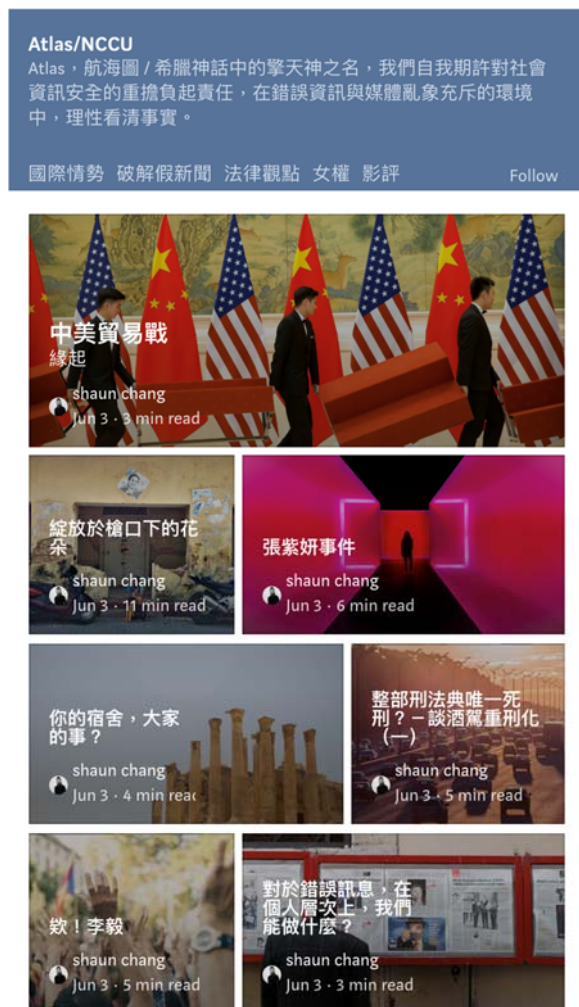 Atlas/NCCU
Atlas，航海圖 / 希臘神話中的擎天神之名，我們自我期許對社會
資訊安全的重擔負起責任，在錯誤資訊與媒體亂象充斥的環境
中，理性看清事實。
國際情勢 破解假新聞 法律觀點 女權 影評
Follow
中美貿易戰
緣起
shaun chang
Jun 3 · 3 min read
綻放於槍口下的花
朵
shaun chang
Jun 3 · 11 min read
張紫妍事件
shaun chang
Jun 3 · 6 min read
你的宿舍，大家
的事？
shaun chang
Jun 3 · 4 min read
整部刑法典唯一死
刑？－談酒駕重刑化
（一）
shaun chang
Jun 3 · 5 min read
欸！李毅
shaun chang
Jun 3 · 5 min read
對於錯誤訊息，在
個人層次上，我們
能做什麼？
shaun chang
Jun 3 · 3 min read